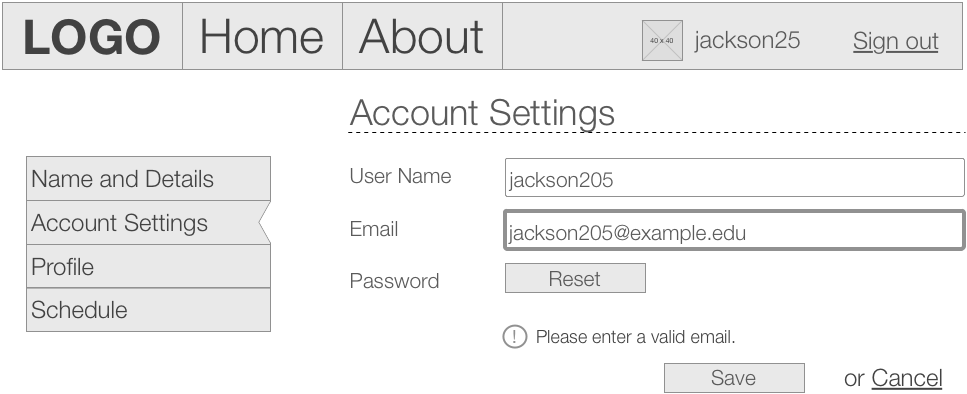 LOGO Home About 40 x 40 jackson25 Sign out
Account Settings
Name and Details
Account Settings
Profile
Schedule
User Name jackson205
Email jackson205@example.edu
Password Reset
Please enter a valid email.
Save or Cancel